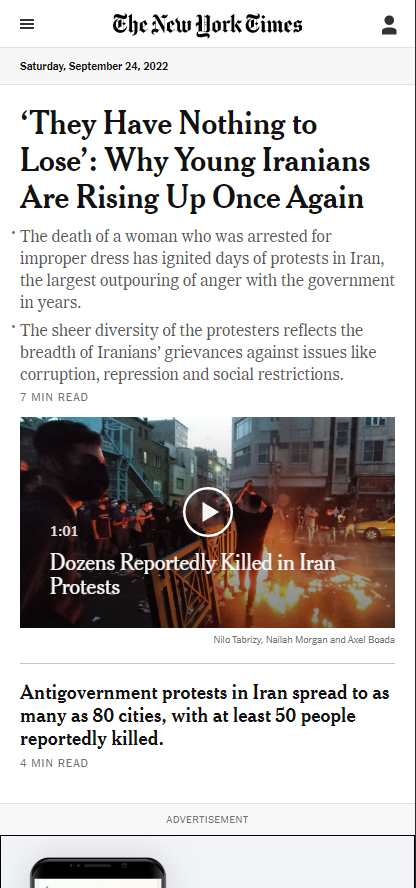 The New York Times
Saturday, September 24, 2022
‘They Have Nothing to
Lose’: Why Young Iranians
Are Rising Up Once Again
The death of a woman who was arrested for
improper dress has ignited days of protests in Iran,
the largest outpouring of anger with the government
in years.
The sheer diversity of the protesters reflects the
breadth of Iranians’ grievances against issues like
corruption, repression and social restrictions.
7 MIN READ
1:01
Dozens Reportedly Killed in Iran
Protests
Nilo Tabrizy, Nailah Morgan and Axel Boada
Antigovernment protests in Iran spread to as
many as 80 cities, with at least 50 people
reportedly killed.
4 MIN READ
ADVERTISEMENT